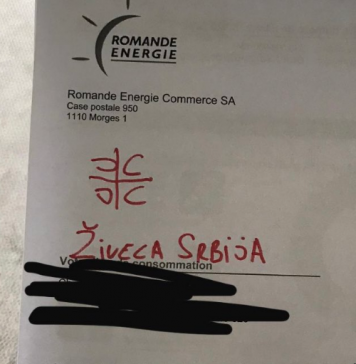 ROMANDE
ENERGIE
Romande Energie Commerce SA
Case postale 950
1110 Morges 1
ŽIVECA SRBIJA
consommation